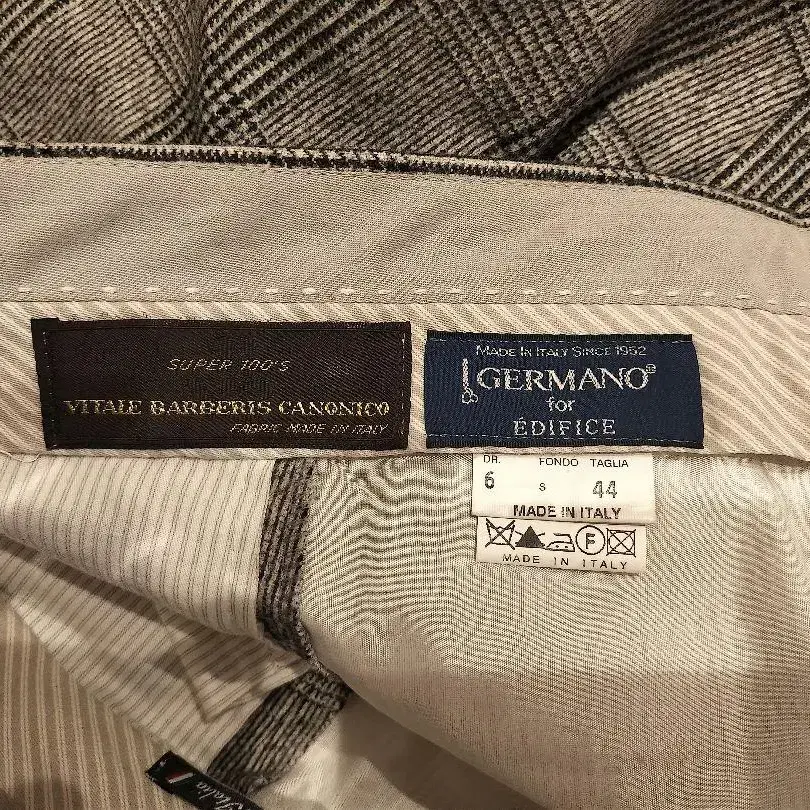 SUPER 100'S
VITALE BARBERIS CANONICO
FABRIC MADE IN ITALY
MADE IN ITALY SINCE 1952
GERMANO®
for
ÉDIFICE
DR. FONDO TAGLIA
6 S 44
MADE IN ITALY
F
MADE IN ITALY
Italia